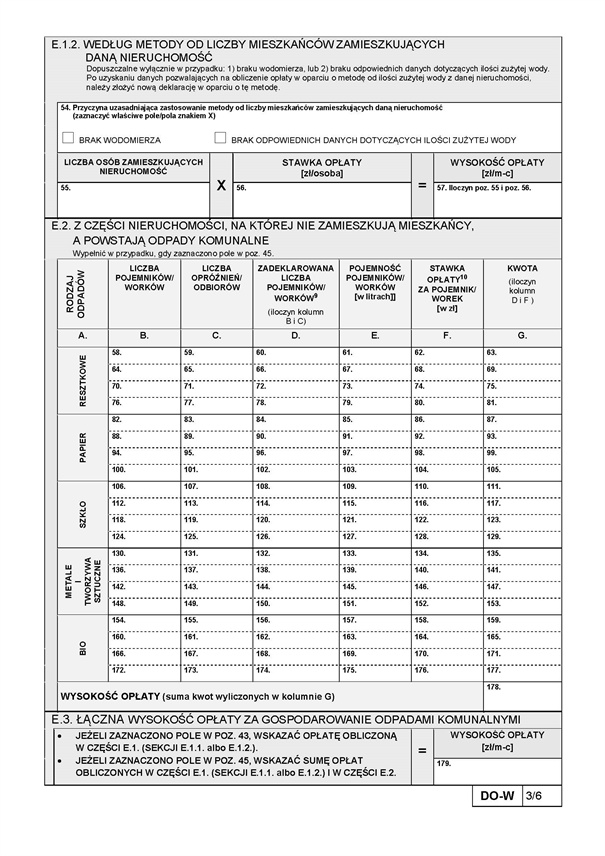 E.1.2. WEDŁUG METODY OD LICZBY MIESZKAŃCÓW ZAMIESZKUJĄCYCH
DANĄ NIERUCHOMOŚĆ
Dopuszczalne wyłącznie w przypadku: 1) braku wodomierza, lub 2) braku odpowiednich danych dotyczących ilości zużytej wody.
Po uzyskaniu danych pozwalających na obliczenie opłaty w oparciu o metodę od ilości zużytej wody z danej nieruchomości,
należy złożyć nową deklarację w oparciu o tę metodę.
54. Przyczyna uzasadniająca zastosowanie metody od liczby mieszkańców zamieszkujących daną nieruchomość
(zaznaczyć właściwe pole/pola znakiem X)
BRAK WODOMIERZA BRAK ODPOWIEDNICH DANYCH DOTYCZĄCYCH ILOŚCI ZUŻYTEJ WODY
LICZBA OSÓB ZAMIESZKUJĄCYCH
NIERUCHOMOŚĆ
X
STAWKA OPŁATY
[zł/osoba]
=
WYSOKOŚĆ OPŁATY
[zł/m-c]
55. 56. 57. Iloczyn poz. 55 i poz. 56.
E.2. Z CZĘŚCI NIERUCHOMOŚCI, NA KTÓREJ NIE ZAMIESZKUJĄ MIESZKAŃCY,
A POWSTAJĄ ODPADY KOMUNALNE
Wypełnić w przypadku, gdy zaznaczono pole w poz. 45.
RODZAJ
ODPADÓW
LICZBA
POJEMNIKÓW/
WORKÓW
LICZBA
OPRÓŻNIEŃ/
ODBIORÓW
ZADEKLAROWANA
LICZBA
POJEMNIKÓW/
WORKÓW9
(iloczyn kolumn
B i C)
POJEMNOŚĆ
POJEMNIKÓW/
WORKÓW
[w litrach]]
STAWKA
OPŁATY10
ZA POJEMNIK/
WOREK
[w zł]
KWOTA
(iloczyn
kolumn
D i F )
A. B. C. D. E. F. G.
RESZTKOWE
58. 59. 60. 61. 62. 63.
64. 65. 66. 67. 68. 69.
70. 71. 72. 73. 74. 75.
76. 77. 78. 79. 80. 81.
PAPIER
82. 83. 84. 85. 86. 87.
88. 89. 90. 91. 92. 93.
94. 95. 96. 97. 98. 99.
100. 101. 102. 103. 104. 105.
SZKŁO
106. 107. 108. 109. 110. 111.
112. 113. 114. 115. 116. 117.
118. 119. 120. 121. 122. 123.
124. 125. 126. 127. 128. 129.
METALE
I
TWORZYWA
SZTUCZNE
130. 131. 132. 133. 134. 135.
136. 137. 138. 139. 140. 141.
142. 143. 144. 145. 146. 147.
148. 149. 150. 151. 152. 153.
BIO
154. 155. 156. 157. 158. 159.
160. 161. 162. 163. 164. 165.
166. 167. 168. 169. 170. 171.
172. 173. 174. 175. 176. 177.
WYSOKOŚĆ OPŁATY (suma kwot wyliczonych w kolumnie G) 178.
E.3. ŁĄCZNA WYSOKOŚĆ OPŁATY ZA GOSPODAROWANIE ODPADAMI KOMUNALNYMI
• JEŻELI ZAZNACZONO POLE W POZ. 43, WSKAZAĆ OPŁATĘ OBLICZONĄ
W CZĘŚCI E.1. (SEKCJI E.1.1. albo E.1.2.).
• JEŻELI ZAZNACZONO POLE W POZ. 45, WSKAZAĆ SUMĘ OPŁAT
OBLICZONYCH W CZĘŚCI E.1. (SEKCJI E.1.1. albo E.1.2.) I W CZĘŚCI E.2.
=
WYSOKOŚĆ OPŁATY
[zł/m-c]
179.
DO-W 3/6